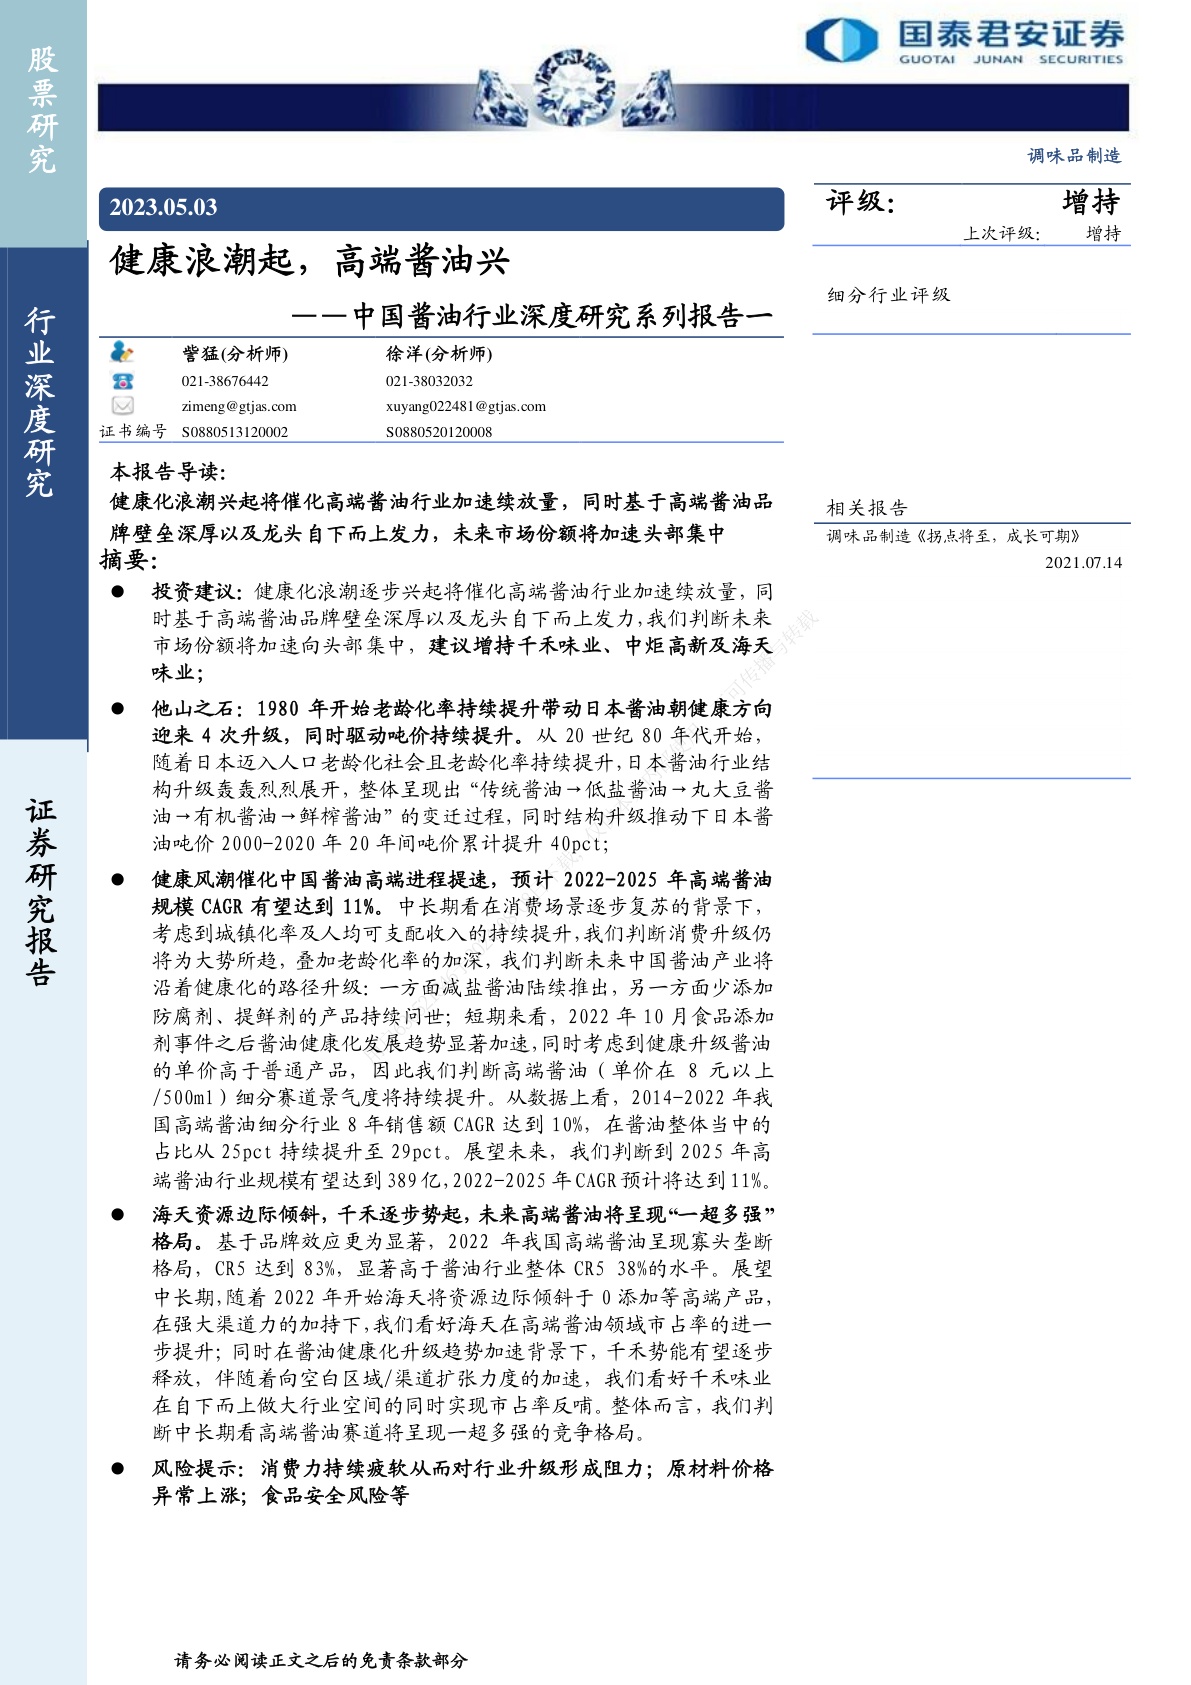 股票研究
行业深度研究
证券研究报告
国泰君安证券
GUOTAI JUNAN SECURITIES
调味品制造
2023.05.03
健康浪潮起，高端酱油兴
——中国酱油行业深度研究系列报告一
訾猛(分析师) 徐洋(分析师)
021-38676442 021-38032032
zimeng@gtjas.com xuyang022481@gtjas.com
证书编号 S0880513120002 S0880520120008
评级： 增持
上次评级： 增持
细分行业评级
相关报告
调味品制造《拐点将至，成长可期》
2021.07.14
本报告导读：
健康化浪潮兴起将催化高端酱油行业加速续放量，同时基于高端酱油品
牌壁垒深厚以及龙头自下而上发力，未来市场份额将加速头部集中
摘要：
● 投资建议：健康化浪潮逐步兴起将催化高端酱油行业加速续放量，同
时基于高端酱油品牌壁垒深厚以及龙头自下而上发力,我们判断未来
市场份额将加速向头部集中，建议增持千禾味业、中炬高新及海天
味业；
● 他山之石：1980 年开始老龄化率持续提升带动日本酱油朝健康方向
迎来 4 次升级，同时驱动吨价持续提升。从 20 世纪 80 年代开始，
随着日本迈入人口老龄化社会且老龄化率持续提升,日本酱油行业结
构升级轰轰烈烈展开，整体呈现出“传统酱油→低盐酱油→丸大豆酱
油→有机酱油→鲜榨酱油”的变迁过程，同时结构升级推动下日本酱
油吨价 2000-2020 年 20 年间吨价累计提升 40pct；
● 健康风潮催化中国酱油高端进程提速，预计 2022-2025 年高端酱油
规模 CAGR 有望达到 11%。中长期看在消费场景逐步复苏的背景下，
考虑到城镇化率及人均可支配收入的持续提升,我们判断消费升级仍
将为大势所趋，叠加老龄化率的加深，我们判断未来中国酱油产业将
沿着健康化的路径升级：一方面减盐酱油陆续推出，另一方面少添加
防腐剂、提鲜剂的产品持续问世；短期来看，2022 年 10 月食品添加
剂事件之后酱油健康化发展趋势显著加速,同时考虑到健康升级酱油
的单价高于普通产品，因此我们判断高端酱油（单价在 8 元以上
/500ml）细分赛道景气度将持续提升。从数据上看，2014-2022 年我
国高端酱油细分行业 8 年销售额 CAGR 达到 10%，在酱油整体当中的
占比从 25pct 持续提升至 29pct。展望未来，我们判断到 2025 年高
端酱油行业规模有望达到 389 亿,2022-2025 年 CAGR 预计将达到 11%。
● 海天资源边际倾斜，千禾逐步势起，未来高端酱油将呈现“一超多强”
格局。基于品牌效应更为显著，2022 年我国高端酱油呈现寡头垄断
格局，CR5 达到 83%，显著高于酱油行业整体 CR5 38%的水平。展望
中长期,随着 2022 年开始海天将资源边际倾斜于 0 添加等高端产品，
在强大渠道力的加持下,我们看好海天在高端酱油领域市占率的进一
步提升；同时在酱油健康化升级趋势加速背景下，千禾势能有望逐步
释放，伴随着向空白区域/渠道扩张力度的加速，我们看好千禾味业
在自下而上做大行业空间的同时实现市占率反哺。整体而言，我们判
断中长期看高端酱油赛道将呈现一超多强的竞争格局。
● 风险提示：消费力持续疲软从而对行业升级形成阻力；原材料价格
异常上涨；食品安全风险等
请务必阅读正文之后的免责条款部分